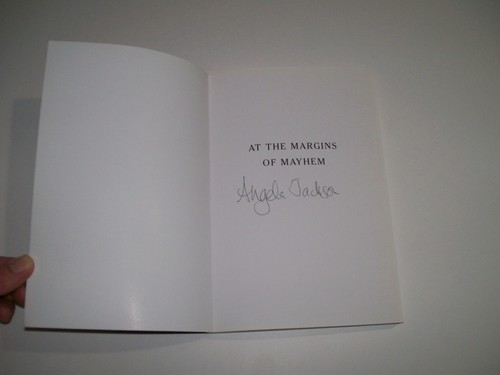 AT THE MARGINS
OF MAYHEM
Angela Jackson